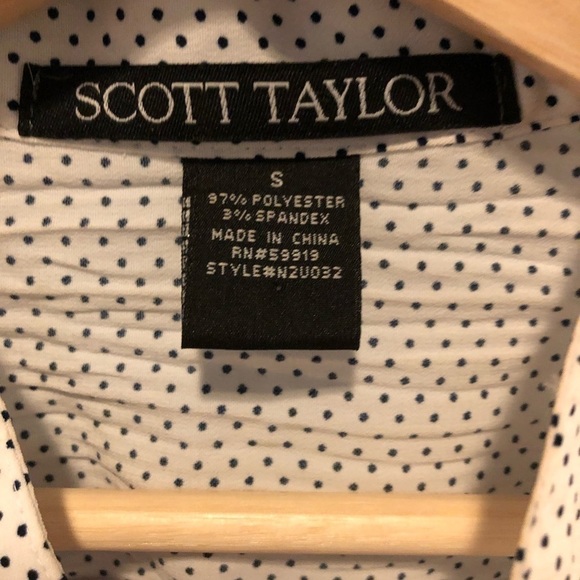 SCOTT TAYLOR
S
97% POLYESTER
3% SPANDEX
MADE IN CHINA
RN#59919
STYLE#N2U032